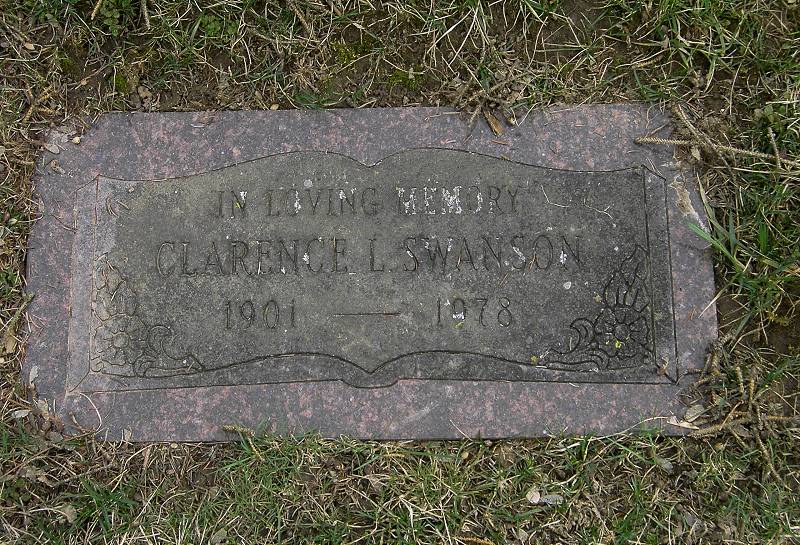 IN LOVING MEMORY
CLARENCE L. SWANSON
1901 — 1978